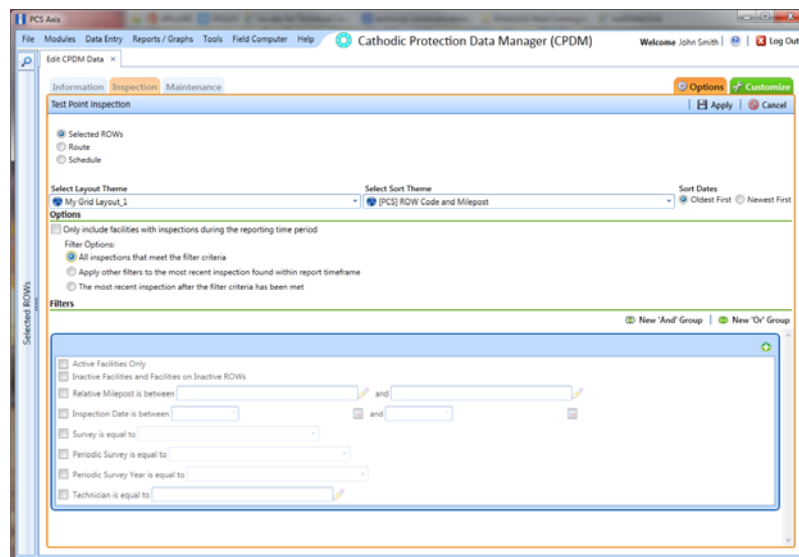 PCS Axis
File Modules Data Entry Reports / Graphs Tools Field Computer Help Cathodic Protection Data Manager (CPDM) Welcome John Smith | | Log Out
Edit CPDM Data ×
Information Inspection Maintenance Options Customize
Test Point Inspection | Apply | Cancel
Selected ROWs
Route
Schedule
Select Layout Theme Select Sort Theme Sort Dates
My Grid Layout_1 [PCS] ROW Code and Milepost Oldest First Newest First
Options
Only include facilities with inspections during the reporting time period
Filter Options:
All inspections that meet the filter criteria
Apply other filters to the most recent inspection found within report timeframe
The most recent inspection after the filter criteria has been met
Selected ROWs
Filters
New 'And' Group | New 'Or' Group
Active Facilities Only
Inactive Facilities and Facilities on Inactive ROWs
Relative Milepost is between and
Inspection Date is between and
Survey is equal to
Periodic Survey is equal to
Periodic Survey Year is equal to
Technician is equal to